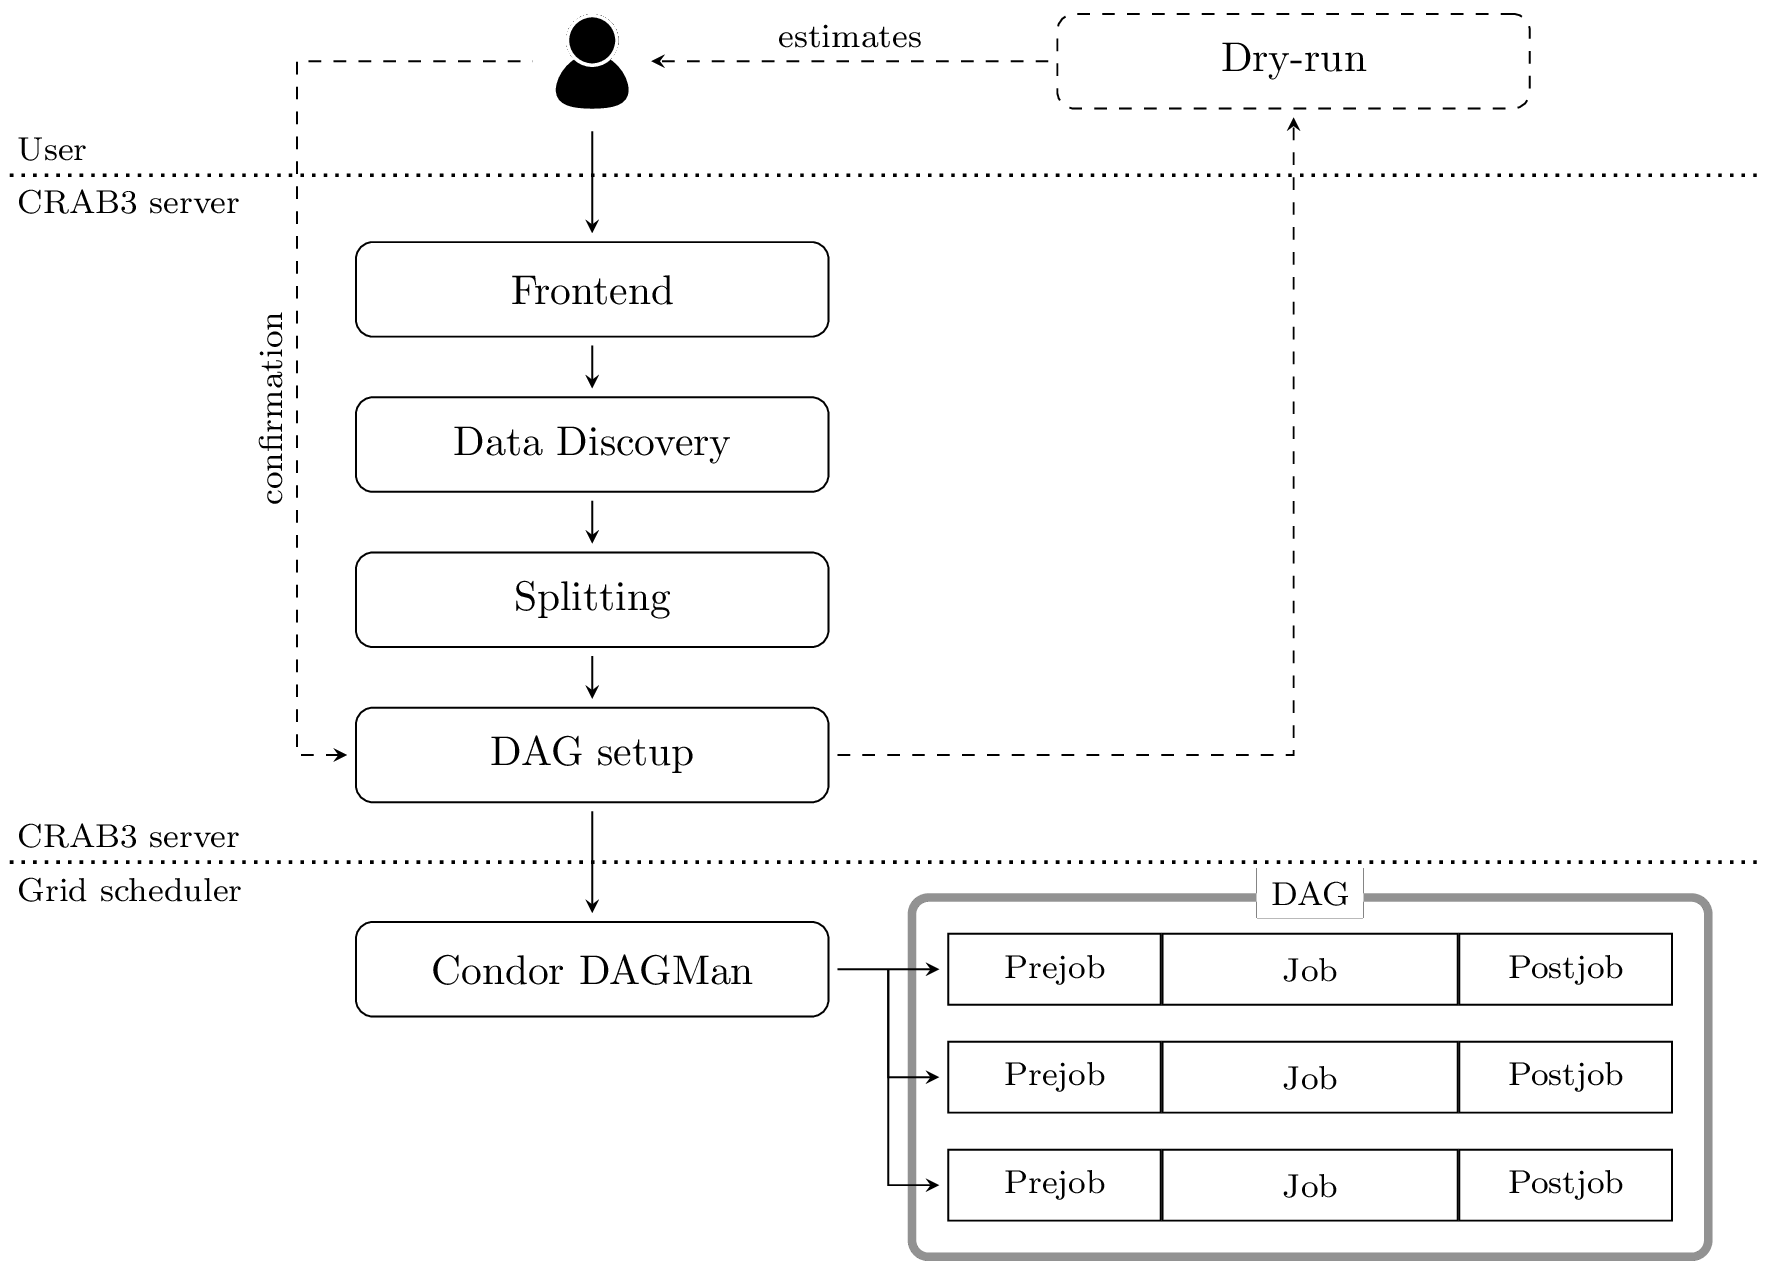 estimates
Dry-run
User
CRAB3 server
Frontend
confirmation
Data Discovery
Splitting
DAG setup
CRAB3 server
Grid scheduler
DAG
Condor DAGMan
Prejob Job Postjob
Prejob Job Postjob
Prejob Job Postjob